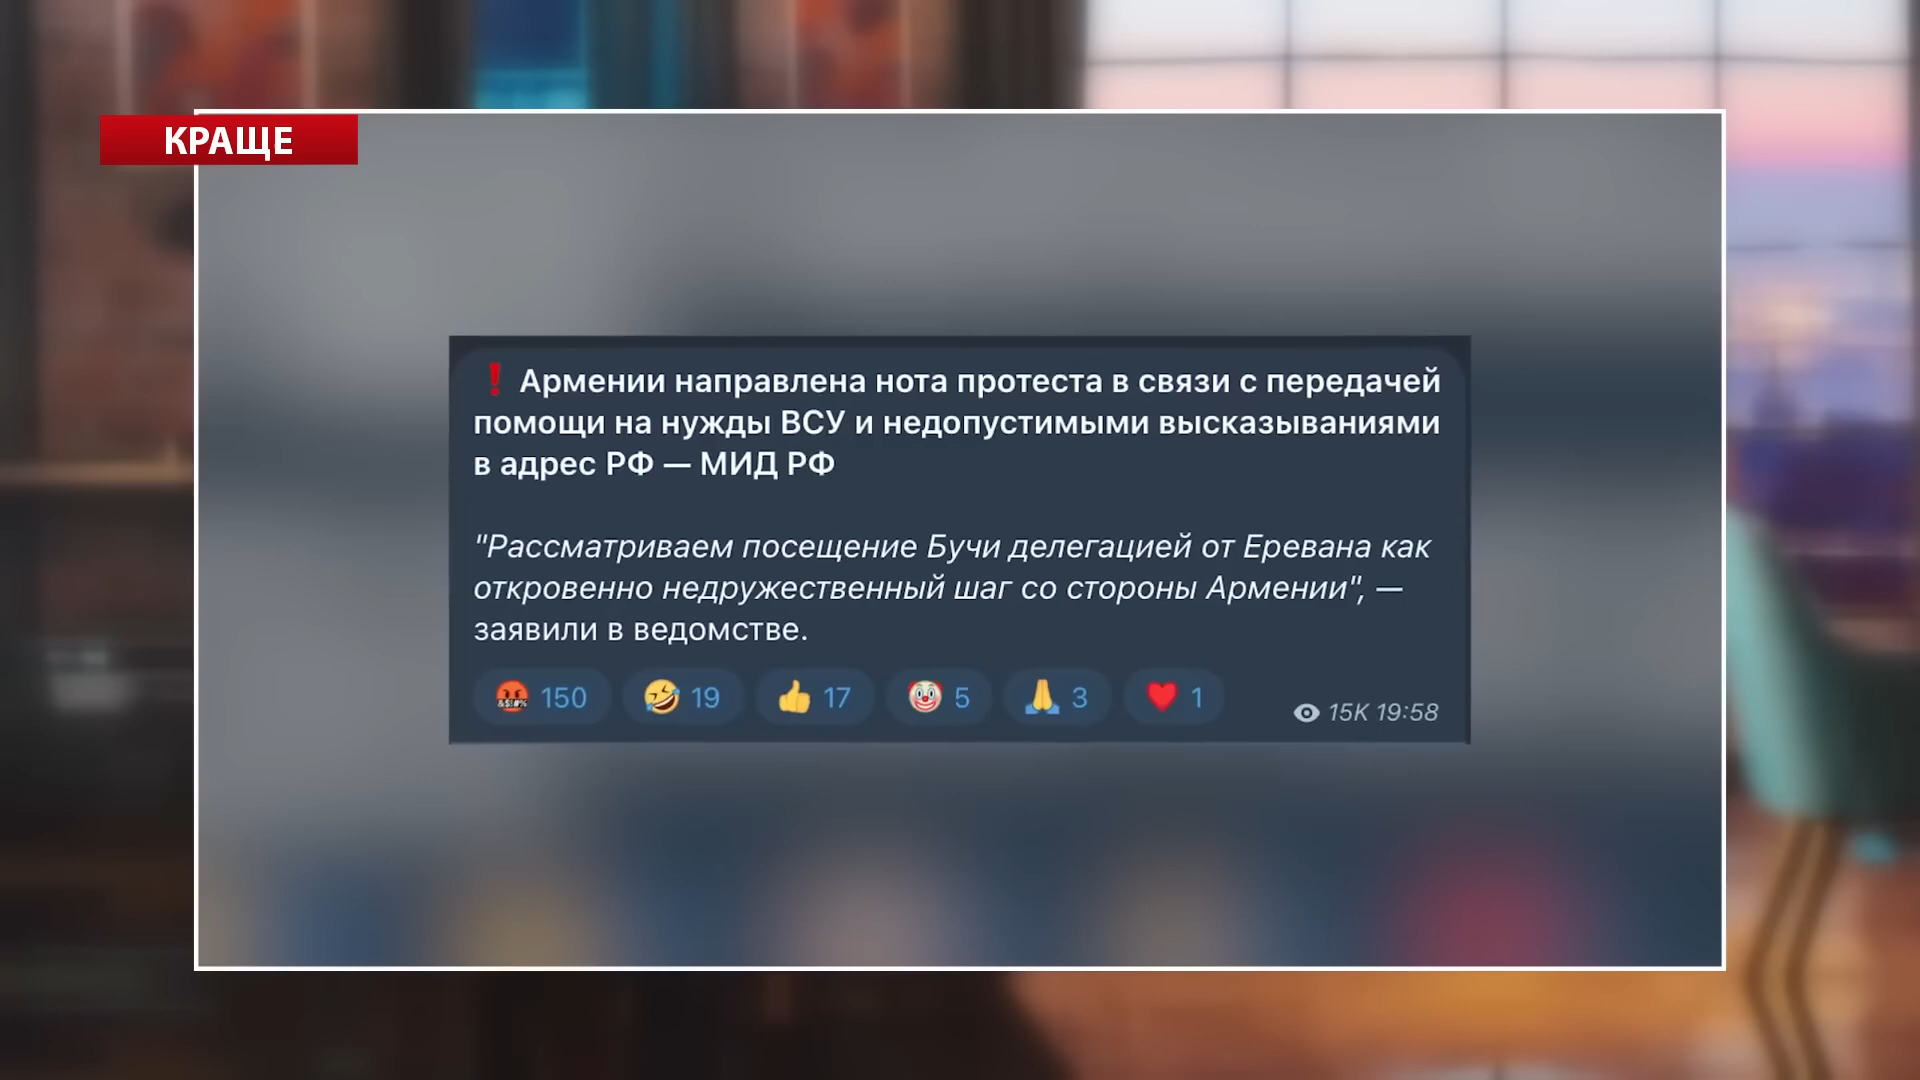 КРАЩЕ
❗ Армении направлена нота протеста в связи с передачей
помощи на нужды ВСУ и недопустимыми высказываниями
в адрес РФ — МИД РФ
"Рассматриваем посещение Бучи делегацией от Еревана как
откровенно недружественный шаг со стороны Армении", —
заявили в ведомстве.
🤬 150 🤣 19 👍 17 🤡 5 🙏 3 ❤ 1
15K 19:58